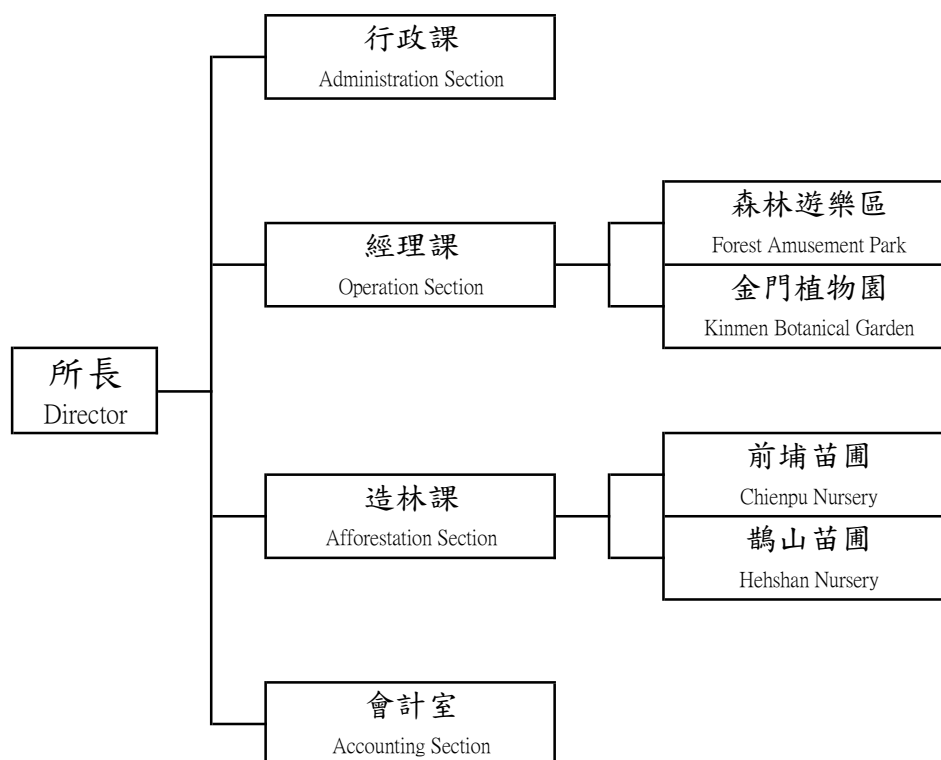 行政課
Administration Section
森林遊樂區
Forest Amusement Park
經理課
Operation Section
金門植物園
Kinmen Botanical Garden
所長
Director
前埔苗圃
Chienpu Nursery
造林課
Afforestation Section
鵲山苗圃
Hehshan Nursery
會計室
Accounting Section